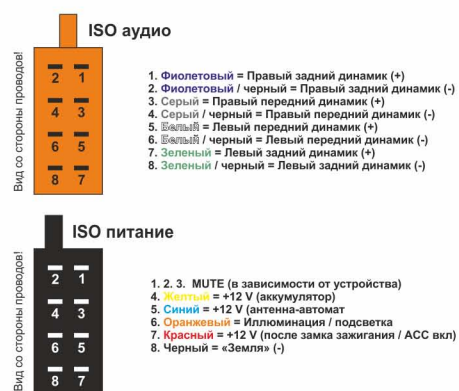 ISO аудио
Вид со стороны проводов!
2 1
4 3
6 5
8 7
1. Фиолетовый = Правый задний динамик (+)
2. Фиолетовый / черный = Правый задний динамик (-)
3. Серый = Правый передний динамик (+)
4. Серый / черный = Правый передний динамик (-)
5. Белый = Левый передний динамик (+)
6. Белый / черный = Левый передний динамик (-)
7. Зеленый = Левый задний динамик (+)
8. Зеленый / черный = Левый задний динамик (-)
ISO питание
Вид со стороны проводов!
2 1
4 3
6 5
8 7
1. 2. 3. MUTE (в зависимости от устройства)
4. Желтый = +12 V (аккумулятор)
5. Синий = +12 V (антенна-автомат
6. Оранжевый = Иллюминация / подсветка
7. Красный = +12 V (после замка зажигания / ACC вкл)
8. Черный = «Земля» (-)